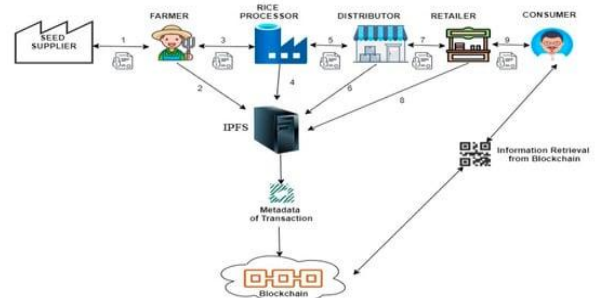 FARMER
RICE
PROCESSOR
DISTRIBUTOR
RETAILER
CONSUMER
SEED
SUPPLIER
1
3
5
7
9
2
4
6
8
IPFS
Information Retrieval
from Blockchain
Metadata
of Transaction
Blockchain